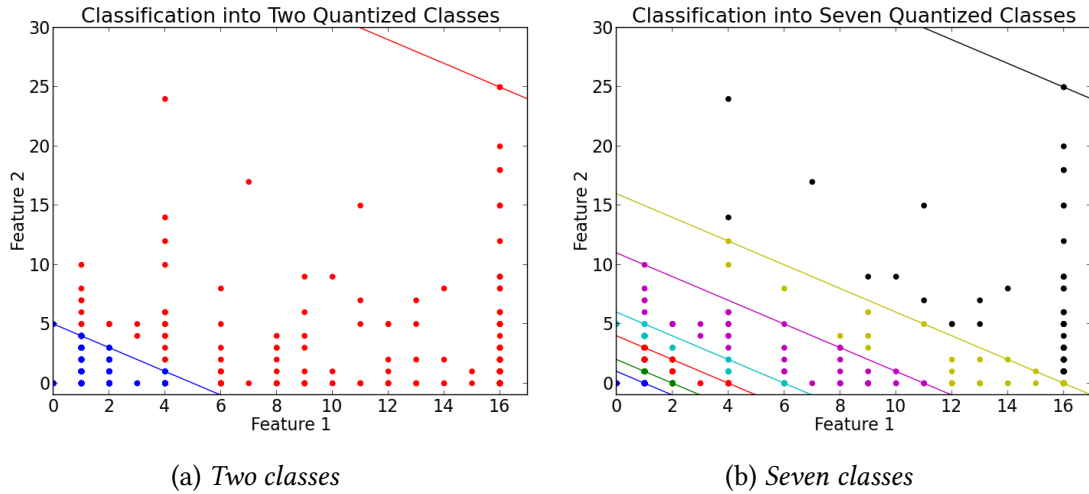 Classification into Two Quantized Classes
30
25
20
15
10
5
0
Feature 2
0 2 4 6 8 10 12 14 16
Feature 1
(a) Two classes
Classification into Seven Quantized Classes
30
25
20
15
10
5
0
Feature 2
0 2 4 6 8 10 12 14 16
Feature 1
(b) Seven classes